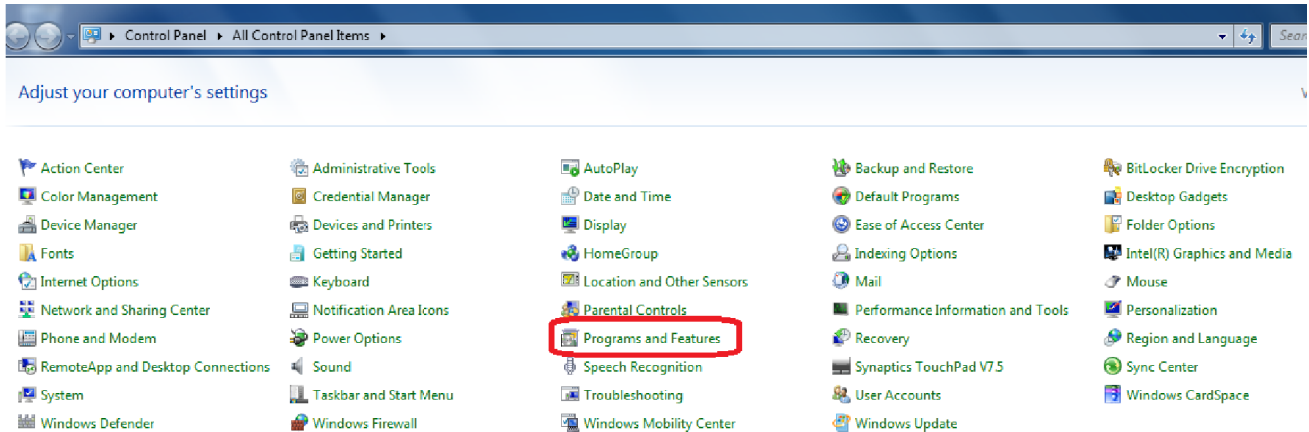 Control Panel All Control Panel Items Sear
Adjust your computer's settings
Action Center Administrative Tools AutoPlay Backup and Restore BitLocker Drive Encryption
Color Management Credential Manager Date and Time Default Programs Desktop Gadgets
Device Manager Devices and Printers Display Ease of Access Center Folder Options
Fonts Getting Started HomeGroup Indexing Options Intel(R) Graphics and Media
Internet Options Keyboard Location and Other Sensors Mail Mouse
Network and Sharing Center Notification Area Icons Parental Controls Performance Information and Tools Personalization
Phone and Modem Power Options Programs and Features Recovery Region and Language
RemoteApp and Desktop Connections Sound Speech Recognition Synaptics TouchPad V7.5 Sync Center
System Taskbar and Start Menu Troubleshooting User Accounts Windows CardSpace
Windows Defender Windows Firewall Windows Mobility Center Windows Update